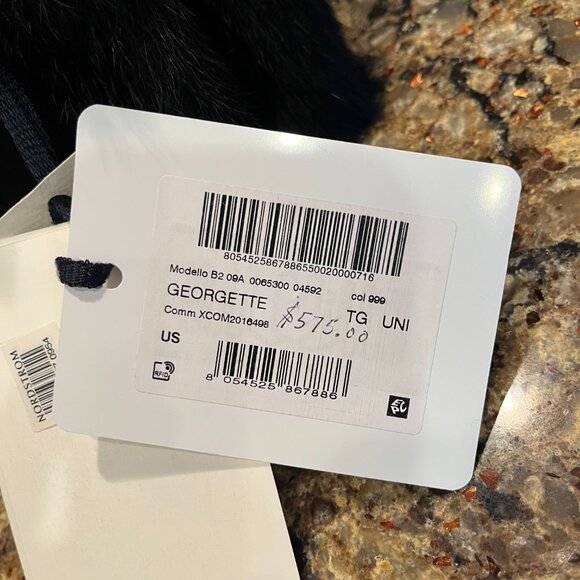 8054525867886550020000716
Modello B2 09A 0065300 04592 col 999
GEORGETTE TG UNI
Comm XCOM2016498 $575.00
US
RFID
8 054525 867886
NORDSTROM
0954